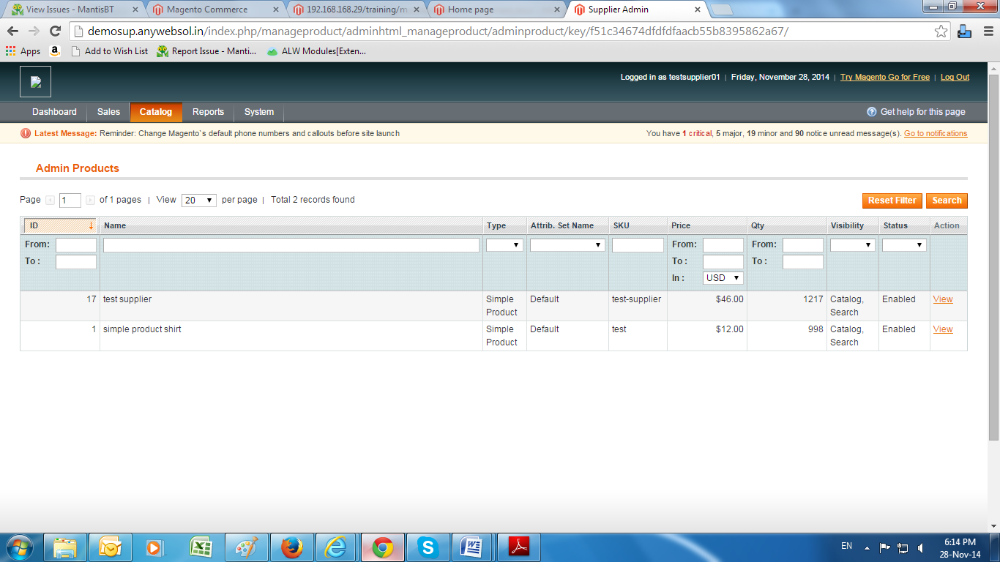 View Issues - MantisBT
Magento Commerce
192.168.168.29/training/m
Home page
Supplier Admin
demosup.anywebsol.in/index.php/manageproduct/adminhtml_manageproduct/adminproduct/key/f51c34674dfdfdfaacb55b8395862a67/
Apps
Add to Wish List
Report Issue - Manti...
ALW Modules[Exten...
Logged in as testsupplier01 | Friday, November 28, 2014 | Try Magento Go for Free | Log Out
Dashboard Sales Catalog Reports System Get help for this page
Latest Message: Reminder: Change Magento`s default phone numbers and callouts before site launch You have 1 critical, 5 major, 19 minor and 90 notice unread message(s). Go to notifications
Admin Products
Page 1 of 1 pages | View 20 per page | Total 2 records found Reset Filter Search
ID Name Type Attrib. Set Name SKU Price Qty Visibility Status Action
From: From: From:
To : To : To :
In : USD
17 test supplier Simple Product Default test-supplier $46.00 1217 Catalog, Search Enabled View
1 simple product shirt Simple Product Default test $12.00 998 Catalog, Search Enabled View
EN 6:14 PM
28-Nov-14